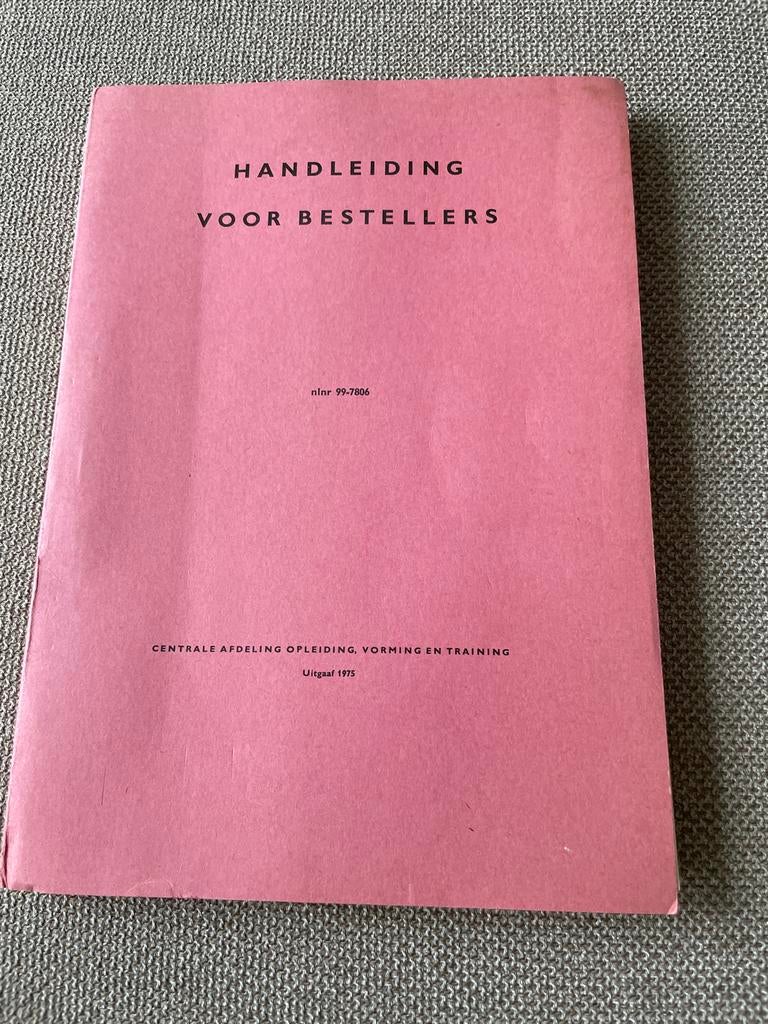 HANDLEIDING
VOOR BESTELLERS
nlnr 99-7806
CENTRALE AFDELING OPLEIDING, VORMING EN TRAINING
Uitgaaf 1975